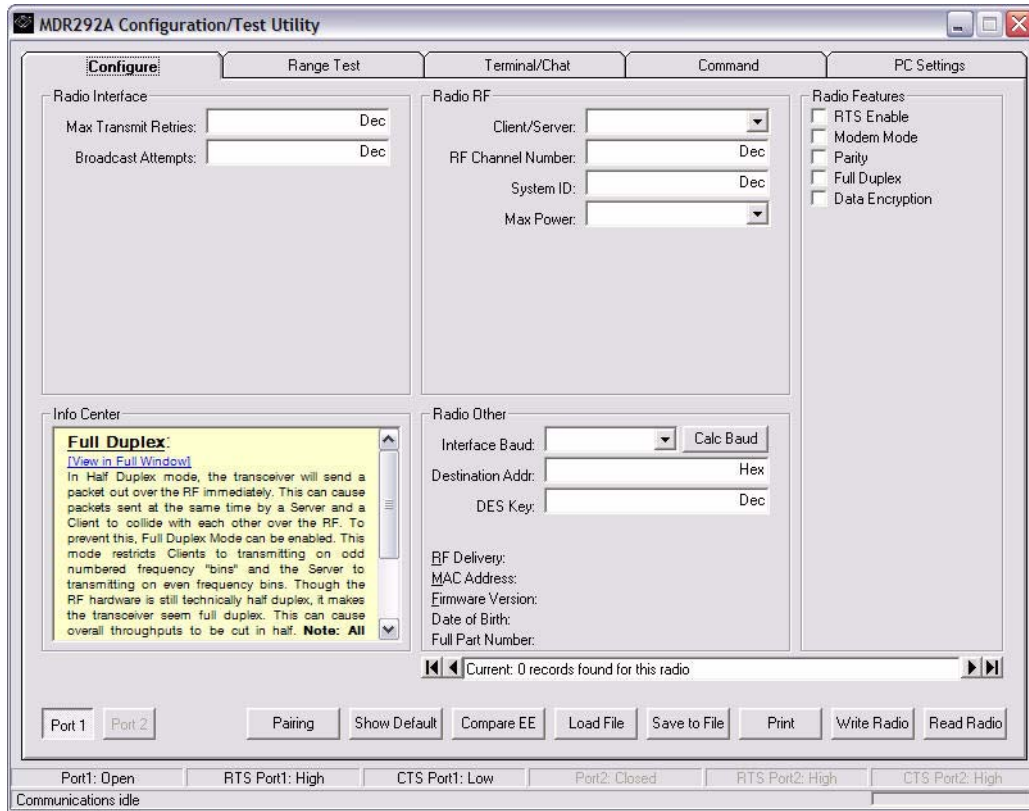 MDR292A Configuration/Test Utility
Configure
Range Test
Terminal/Chat
Command
PC Settings
Radio Interface
Max Transmit Retries: Dec
Broadcast Attempts: Dec
Radio RF
Client/Server:
RF Channel Number: Dec
System ID: Dec
Max Power:
Radio Features
RTS Enable
Modem Mode
Parity
Full Duplex
Data Encryption
Info Center
Full Duplex:
[View in Full Window]
In Half Duplex mode, the transceiver will send a
packet out over the RF immediately. This can cause
packets sent at the same time by a Server and a
Client to collide with each other over the RF. To
prevent this, Full Duplex Mode can be enabled. This
mode restricts Clients to transmitting on odd
numbered frequency "bins" and the Server to
transmitting on even frequency bins. Though the
RF hardware is still technically half duplex, it makes
the transceiver seem full duplex. This can cause
overall throughputs to be cut in half. Note: All
Radio Other
Interface Baud: Calc Baud
Destination Addr: Hex
DES Key: Dec
RF Delivery:
MAC Address:
Firmware Version:
Date of Birth:
Full Part Number:
Current: 0 records found for this radio
Port 1
Port 2
Pairing
Show Default
Compare EE
Load File
Save to File
Print
Write Radio
Read Radio
Port1: Open
RTS Port1: High
CTS Port1: Low
Port2: Closed
RTS Port2: High
CTS Port2: High
Communications idle